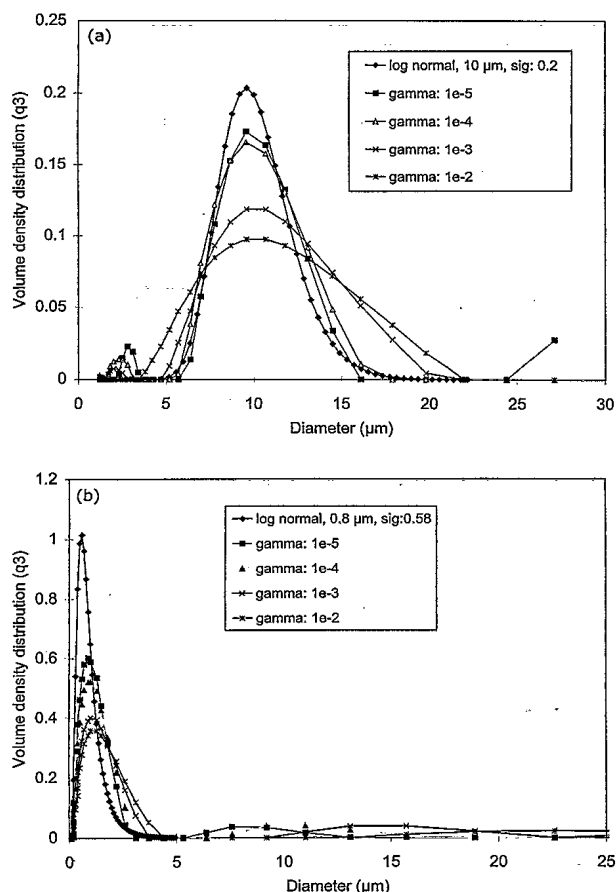 (a)
Volume density distribution (q3)
0.25
0.2
0.15
0.1
0.05
0
log normal, 10 µm, sig: 0.2
gamma: 1e-5
gamma: 1e-4
gamma: 1e-3
gamma: 1e-2
0 5 10 15 20 25 30
Diameter (µm)
(b)
Volume density distribution (q3)
1.2
1
0.8
0.6
0.4
0.2
0
log normal, 0.8 µm, sig:0.58
gamma: 1e-5
gamma: 1e-4
gamma: 1e-3
gamma: 1e-2
0 5 10 15 20 25
Diameter (µm)